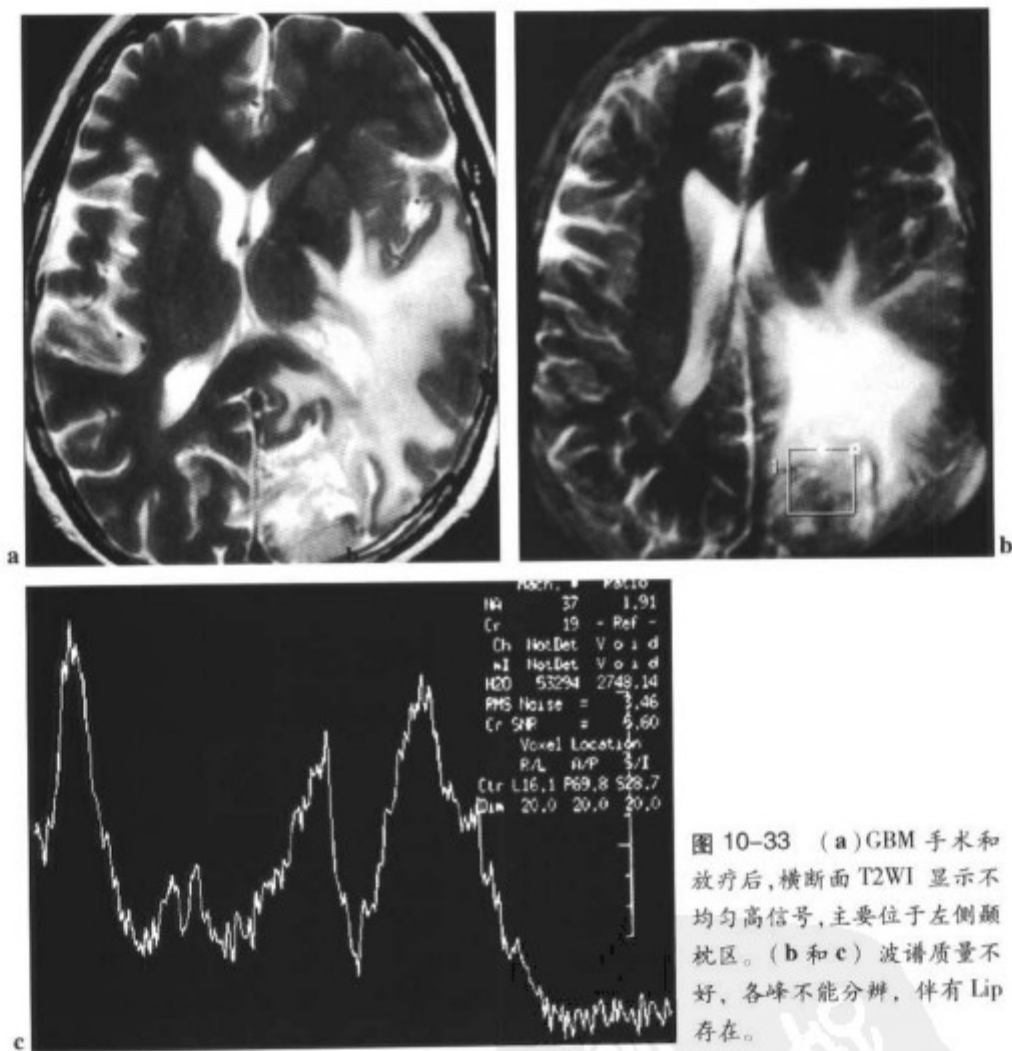 a
b
1
Mach. # Ratio
NA 37 1.91
Cr 19 - Ref -
Ch NotDet Void
mI NotDet Void
H2O 53294 2748.14
RMS Noise = 3.46
Cr SNR = 5.60
Voxel Location
R/L A/P S/I
Ctr L16.1 P69.8 S28.7
Dim 20.0 20.0 20.0
c
图 10-33 (a)GBM 手术和
放疗后,横断面 T2WI 显示不
均匀高信号,主要位于左侧颞
枕区。(b 和 c) 波谱质量不
好, 各峰不能分辨, 伴有 Lip
存在。